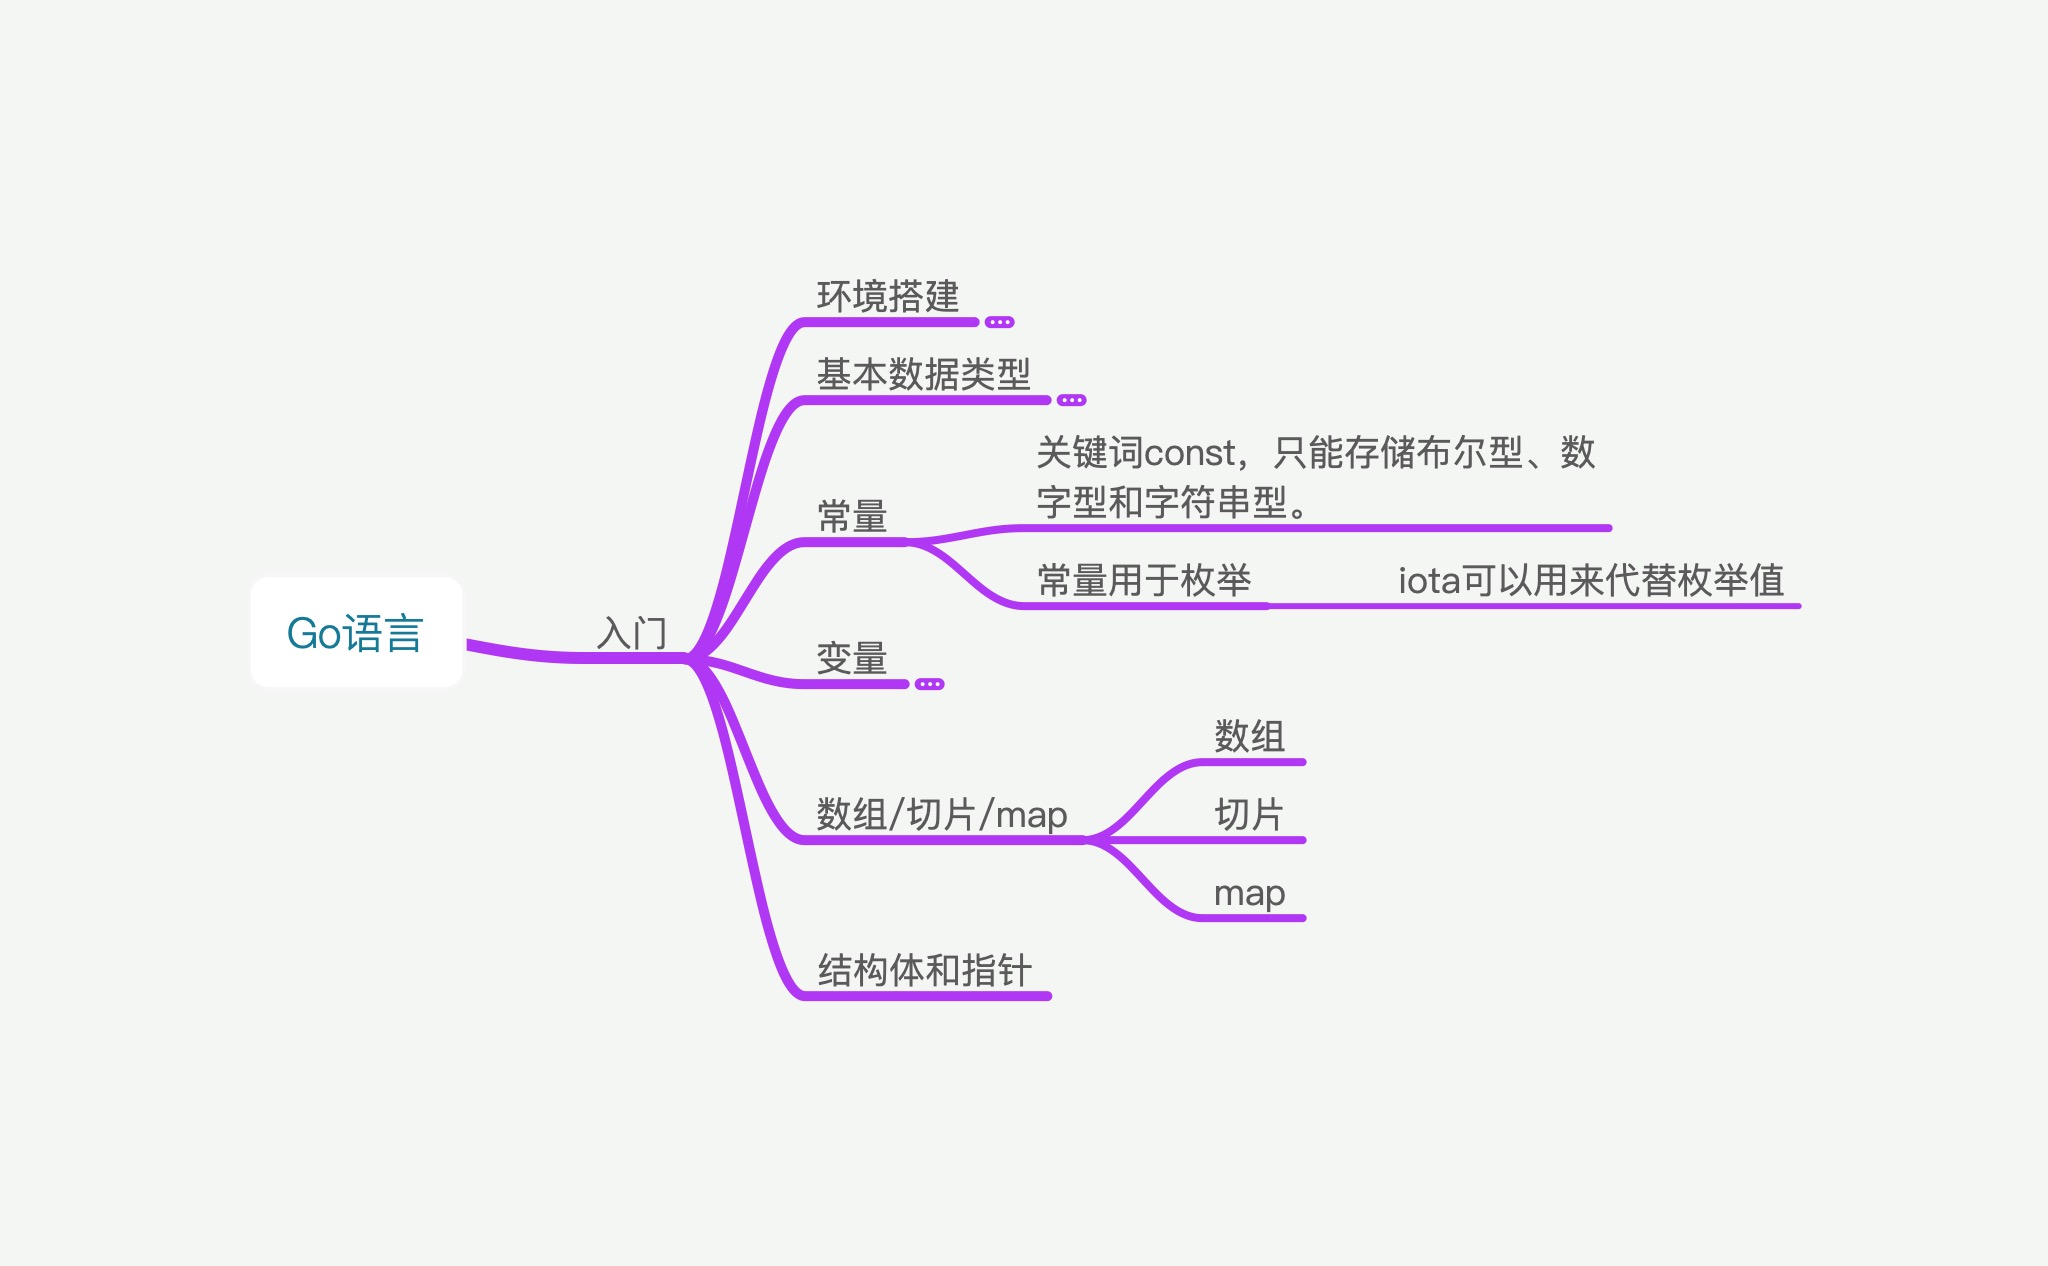 Go语言
入门
环境搭建
基本数据类型
常量
关键词const，只能存储布尔型、数
字型和字符串型。
常量用于枚举
iota可以用来代替枚举值
变量
数组/切片/map
数组
切片
map
结构体和指针